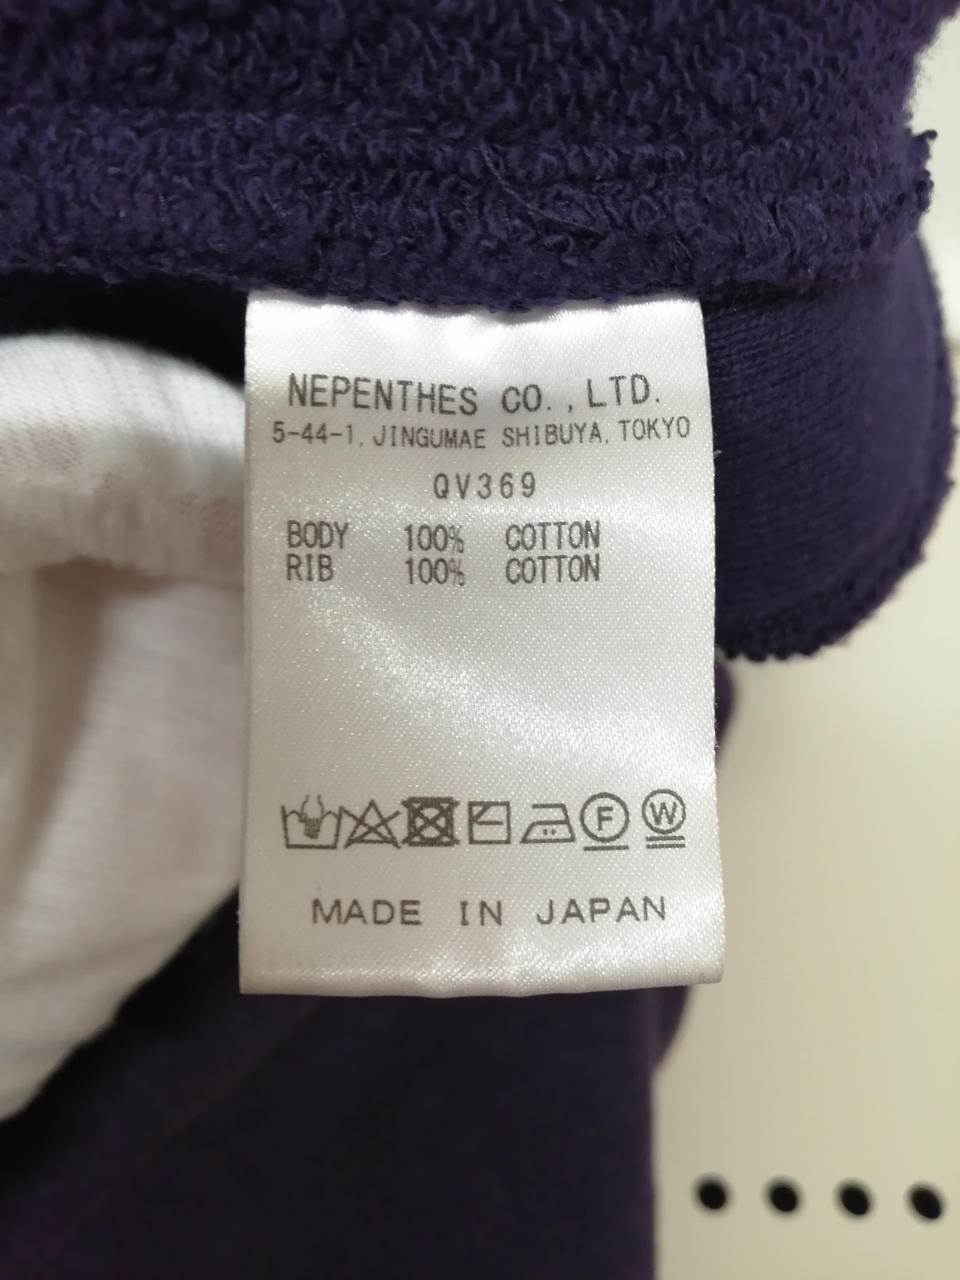 NEPENTHES CO., LTD.
5-44-1, JINGUMAE SHIBUYA, TOKYO
QV369
BODY 100% COTTON
RIB 100% COTTON
F W
MADE IN JAPAN